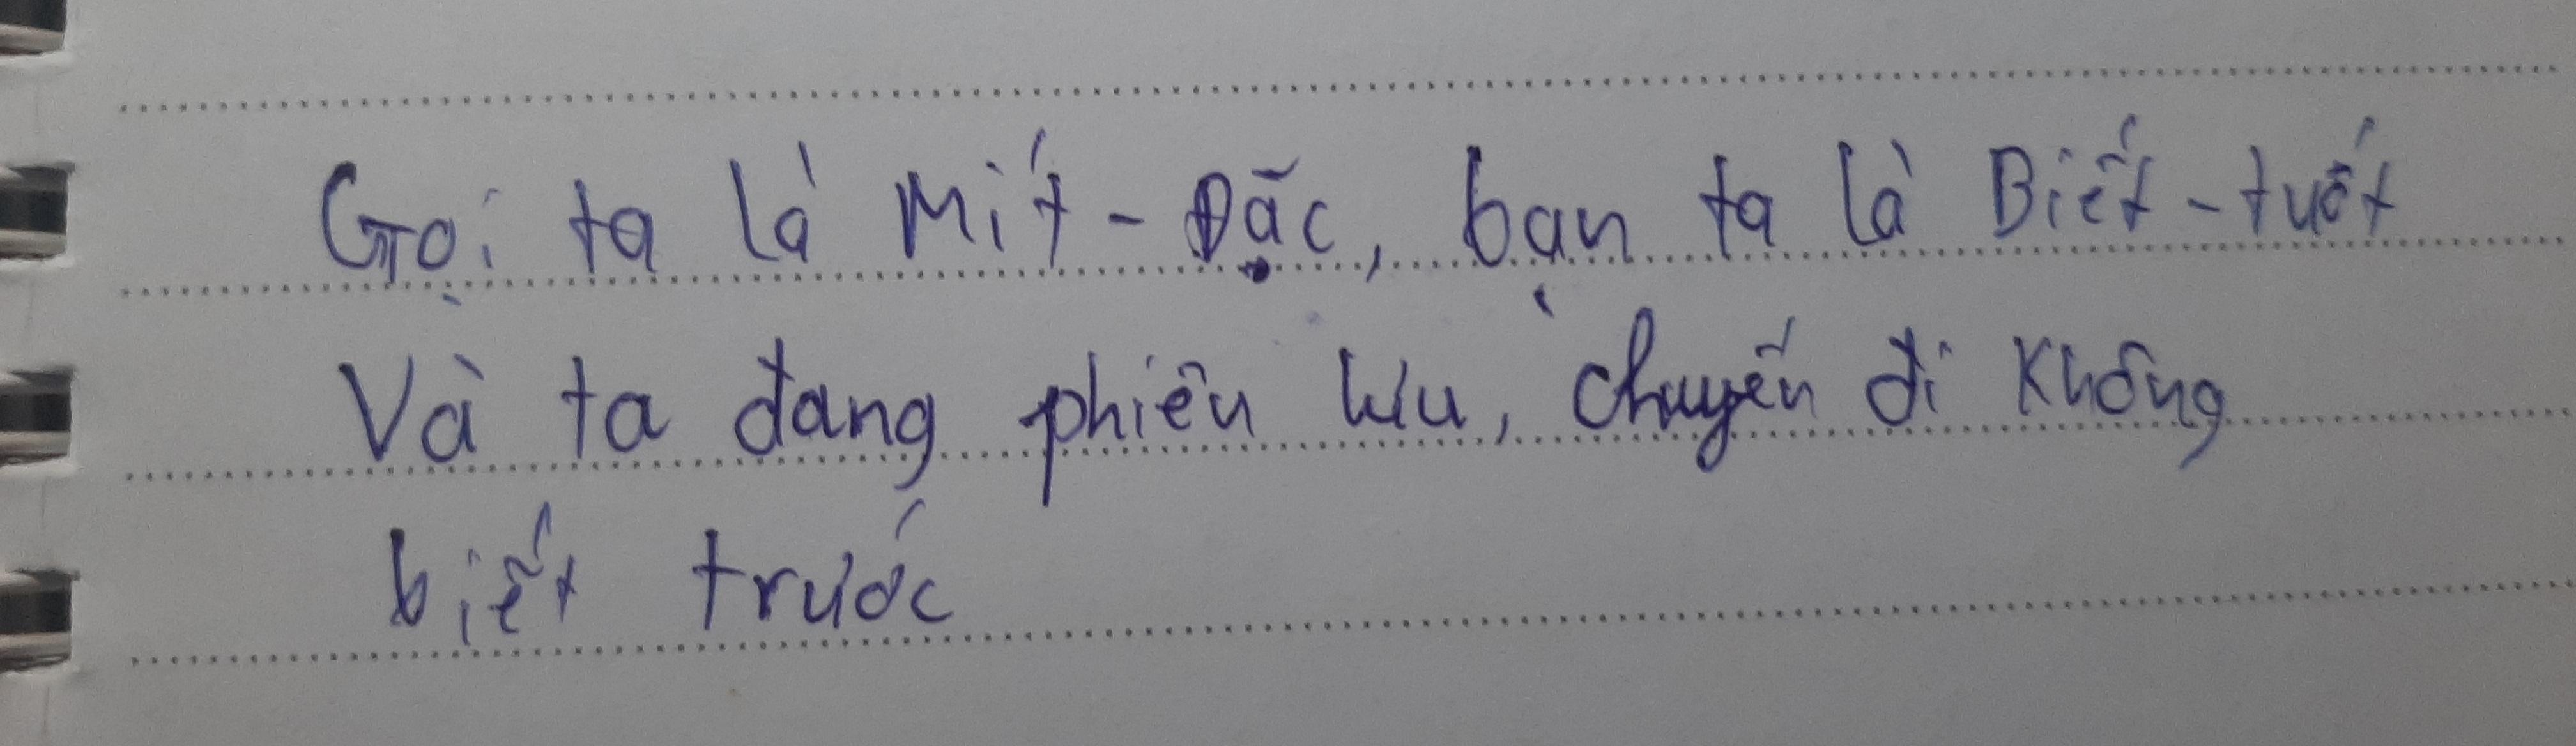 Gọi ta là Mít - Đặc, bạn ta là Biết - tuốt
Và ta đang phiêu lưu, chuyến đi không
biết trước